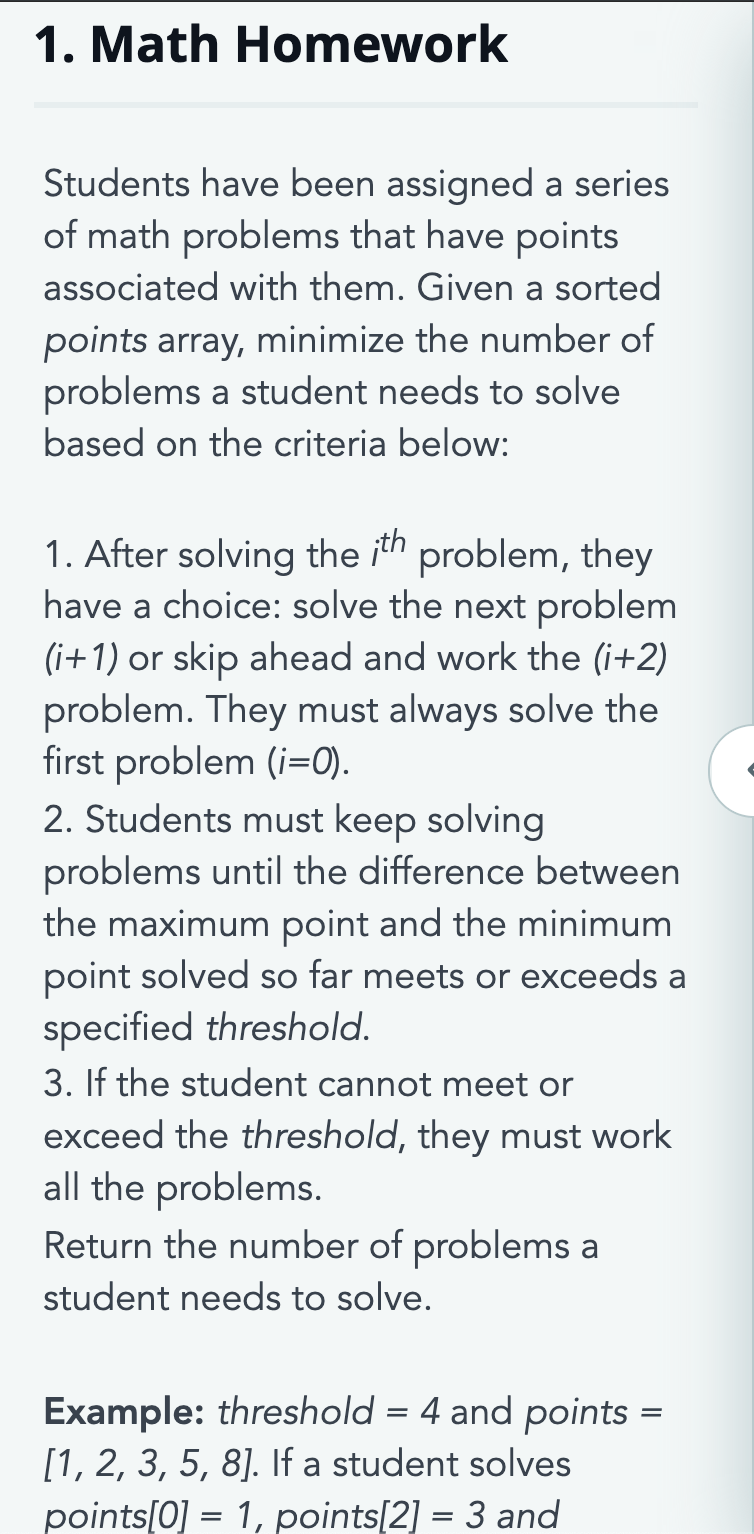 1. Math Homework
Students have been assigned a series
of math problems that have points
associated with them. Given a sorted
points array, minimize the number of
problems a student needs to solve
based on the criteria below:
1. After solving the ith problem, they
have a choice: solve the next problem
(i+1) or skip ahead and work the (i+2)
problem. They must always solve the
first problem (i=0).
2. Students must keep solving
problems until the difference between
the maximum point and the minimum
point solved so far meets or exceeds a
specified threshold.
3. If the student cannot meet or
exceed the threshold, they must work
all the problems.
Return the number of problems a
student needs to solve.
Example: threshold = 4 and points =
[1, 2, 3, 5, 8]. If a student solves
points[0] = 1, points[2] = 3 and